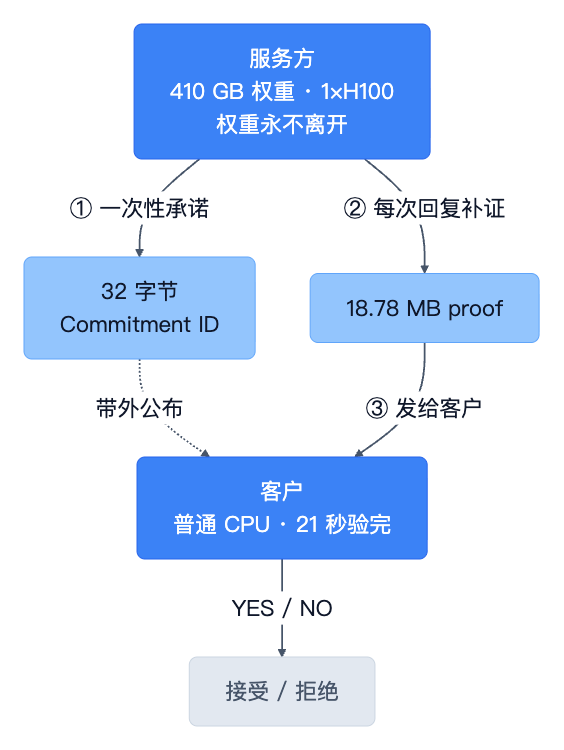 服务方
410 GB 权重 · 1×H100
权重永不离开
① 一次性承诺
② 每次回复补证
32 字节
Commitment ID
18.78 MB proof
带外公布
③ 发给客户
客户
普通 CPU · 21 秒验完
YES / NO
接受 / 拒绝